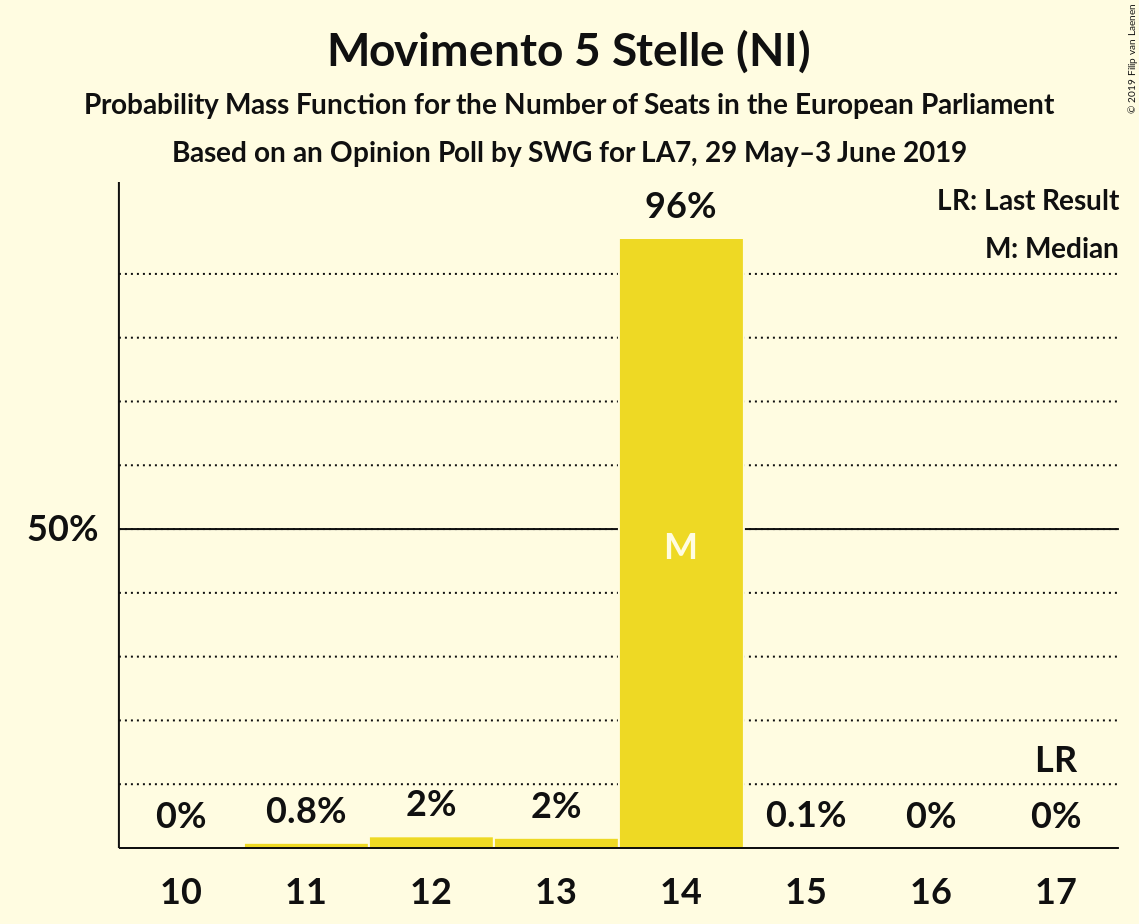 Movimento 5 Stelle (NI)
Probability Mass Function for the Number of Seats in the European Parliament
Based on an Opinion Poll by SWG for LA7, 29 May–3 June 2019
© 2019 Filip van Laenen
LR: Last Result
M: Median
96%
50%
M
LR
0% 0.8% 2% 2% 0.1% 0% 0%
10 11 12 13 14 15 16 17